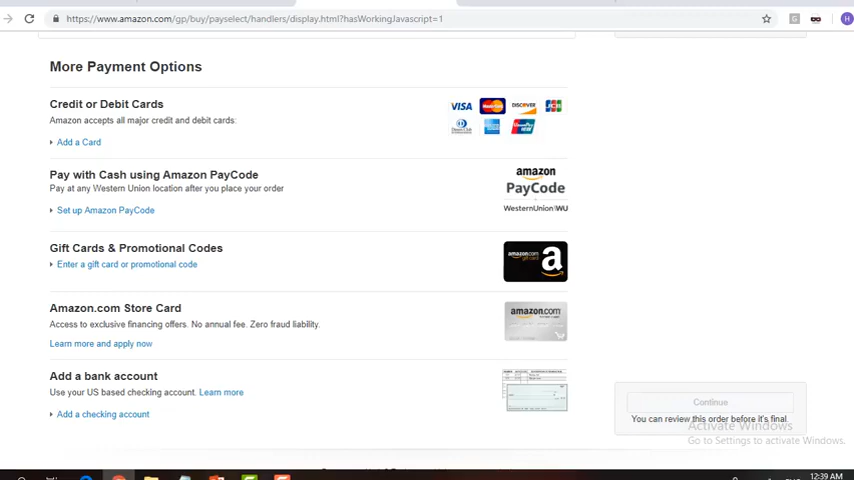 https://www.amazon.com/gp/buy/payselect/handlers/display.html?hasWorkingJavascript=1
More Payment Options
Credit or Debit Cards
Amazon accepts all major credit and debit cards:
Add a Card
VISA MasterCard DISCOVER JCB
Pay with Cash using Amazon PayCode
Pay at any Western Union location after you place your order
Set up Amazon PayCode
amazon
PayCode
WesternUnion WU
Gift Cards & Promotional Codes
Enter a gift card or promotional code
amazon.com
a
Amazon.com Store Card
Access to exclusive financing offers. No annual fee. Zero fraud liability.
Learn more and apply now
amazon.com
Add a bank account
Use your US based checking account. Learn more
Add a checking account
Continue
You can review this order before it's final.
Activate Windows
Go to Settings to activate Windows.
12:39 AM